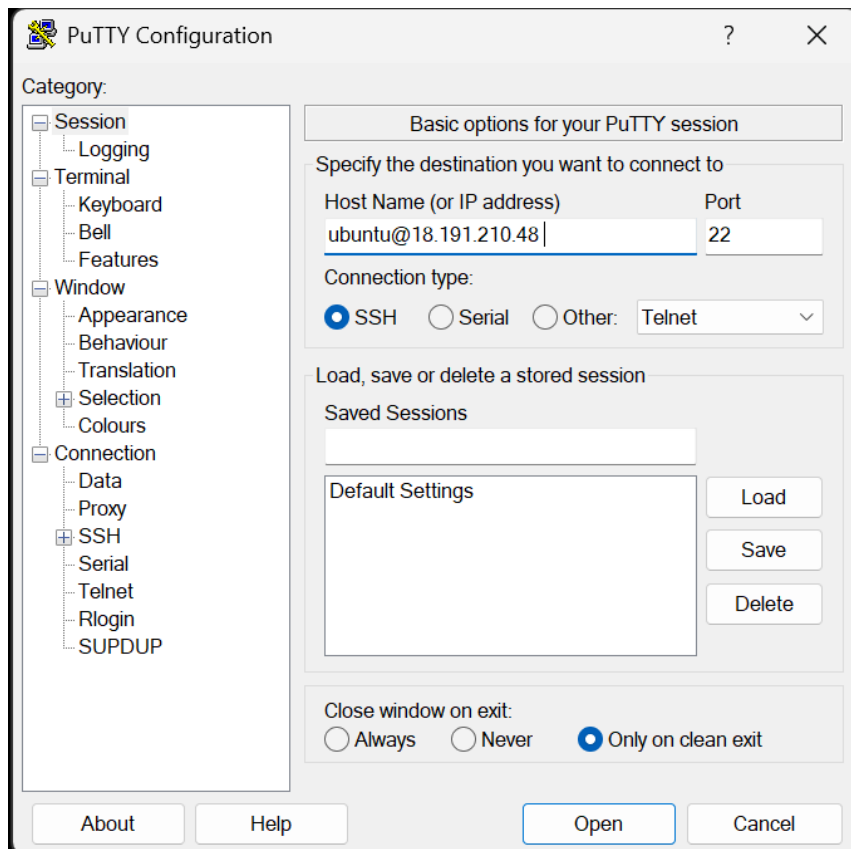 PuTTY Configuration
?
Category:
Session
Logging
Terminal
Keyboard
Bell
Features
Window
Appearance
Behaviour
Translation
Selection
Colours
Connection
Data
Proxy
SSH
Serial
Telnet
Rlogin
SUPDUP
Basic options for your PuTTY session
Specify the destination you want to connect to
Host Name (or IP address) Port
ubuntu@18.191.210.48 22
Connection type:
SSH Serial Other: Telnet
Load, save or delete a stored session
Saved Sessions
Default Settings
Load
Save
Delete
Close window on exit:
Always Never Only on clean exit
About Help Open Cancel